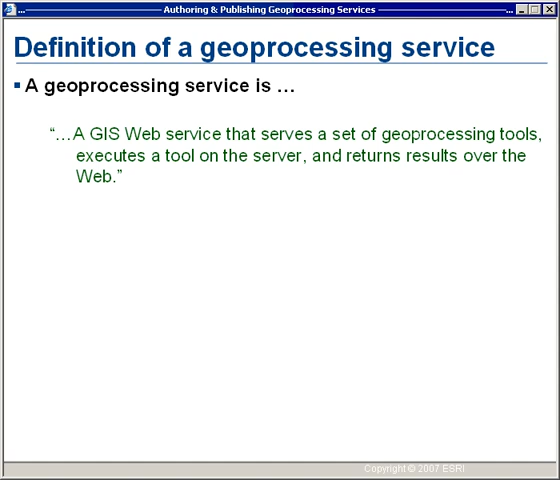 Authoring & Publishing Geoprocessing Services
Definition of a geoprocessing service
A geoprocessing service is …
“…A GIS Web service that serves a set of geoprocessing tools,
executes a tool on the server, and returns results over the
Web.”
Copyright © 2007 ESRI